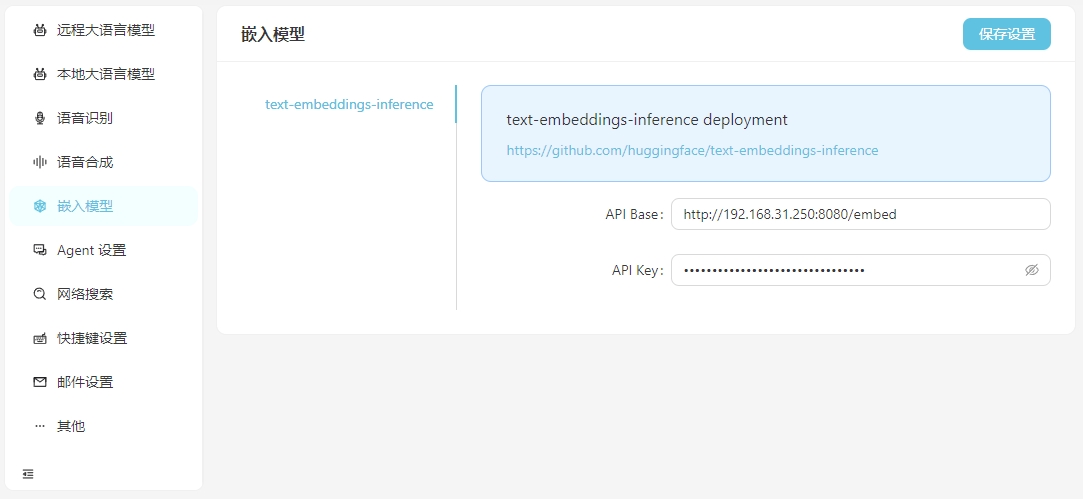 远程大语言模型
本地大语言模型
语音识别
语音合成
嵌入模型
Agent 设置
网络搜索
快捷键设置
邮件设置
其他
嵌入模型
保存设置
text-embeddings-inference
text-embeddings-inference deployment
https://github.com/huggingface/text-embeddings-inference
API Base: http://192.168.31.250:8080/embed
API Key: ••••••••••••••••••••••••••••••••